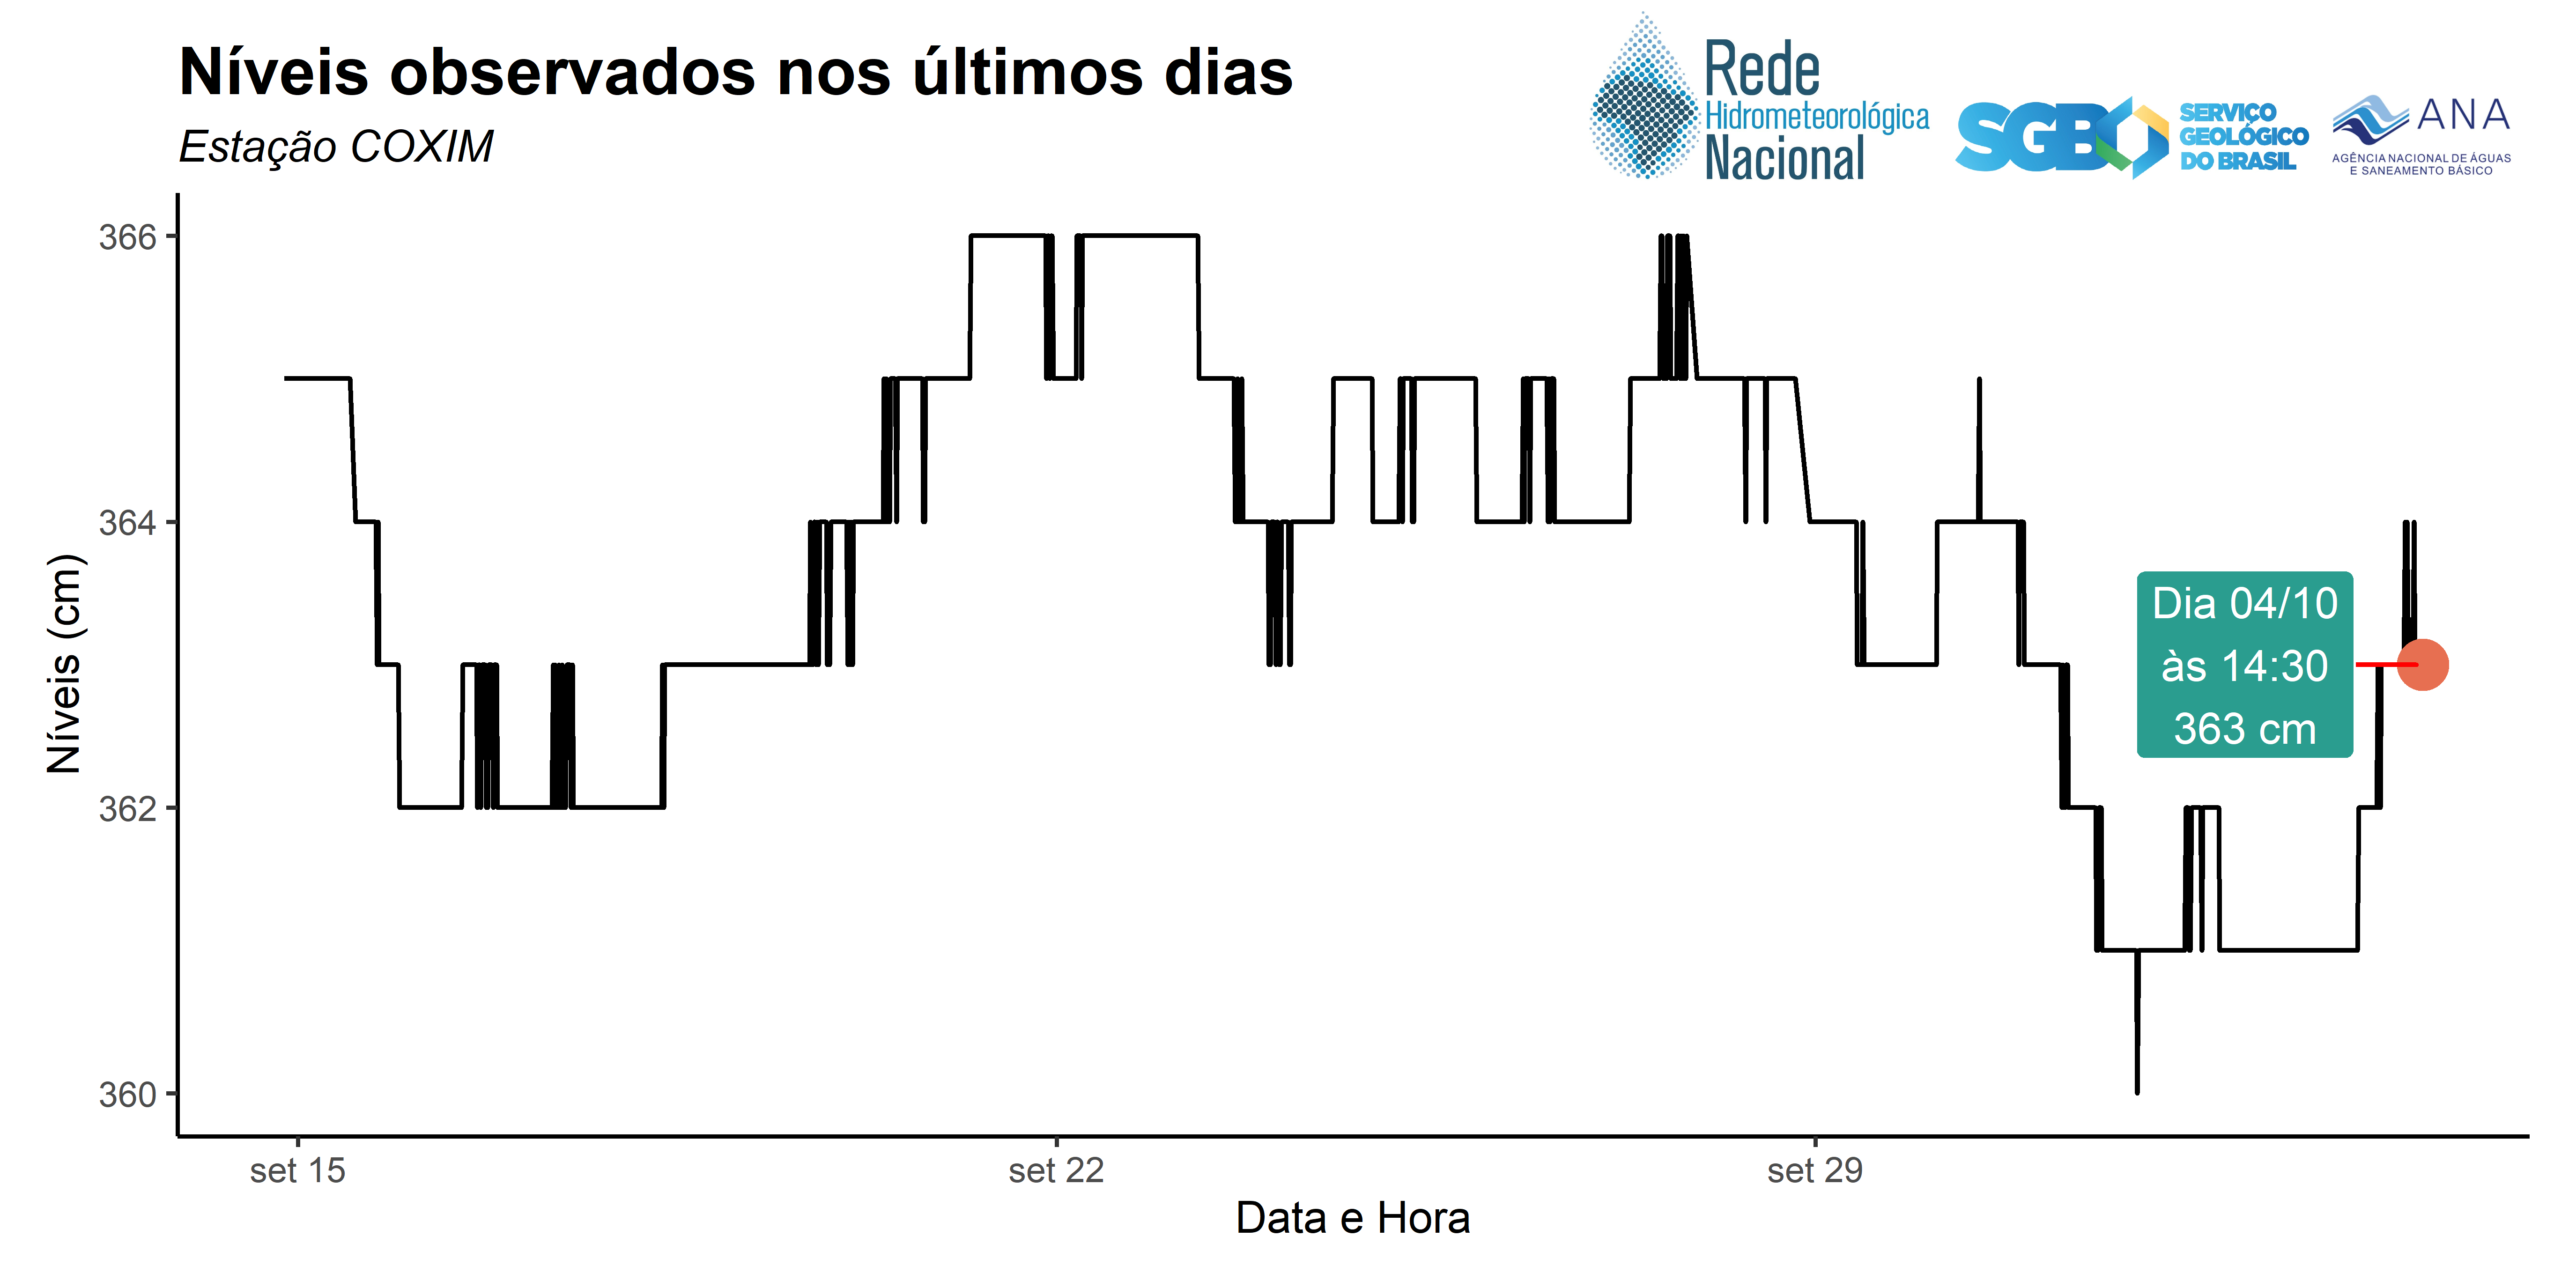 Níveis observados nos últimos dias
Estação COXIM
Rede
Hidrometeorológica
Nacional
SGB
SERVIÇO
GEOLÓGICO
DO BRASIL
ANA
AGÊNCIA NACIONAL DE ÁGUAS
E SANEAMENTO BÁSICO
366
364
362
360
Níveis (cm)
Dia 04/10
às 14:30
363 cm
set 15
set 22
set 29
Data e Hora